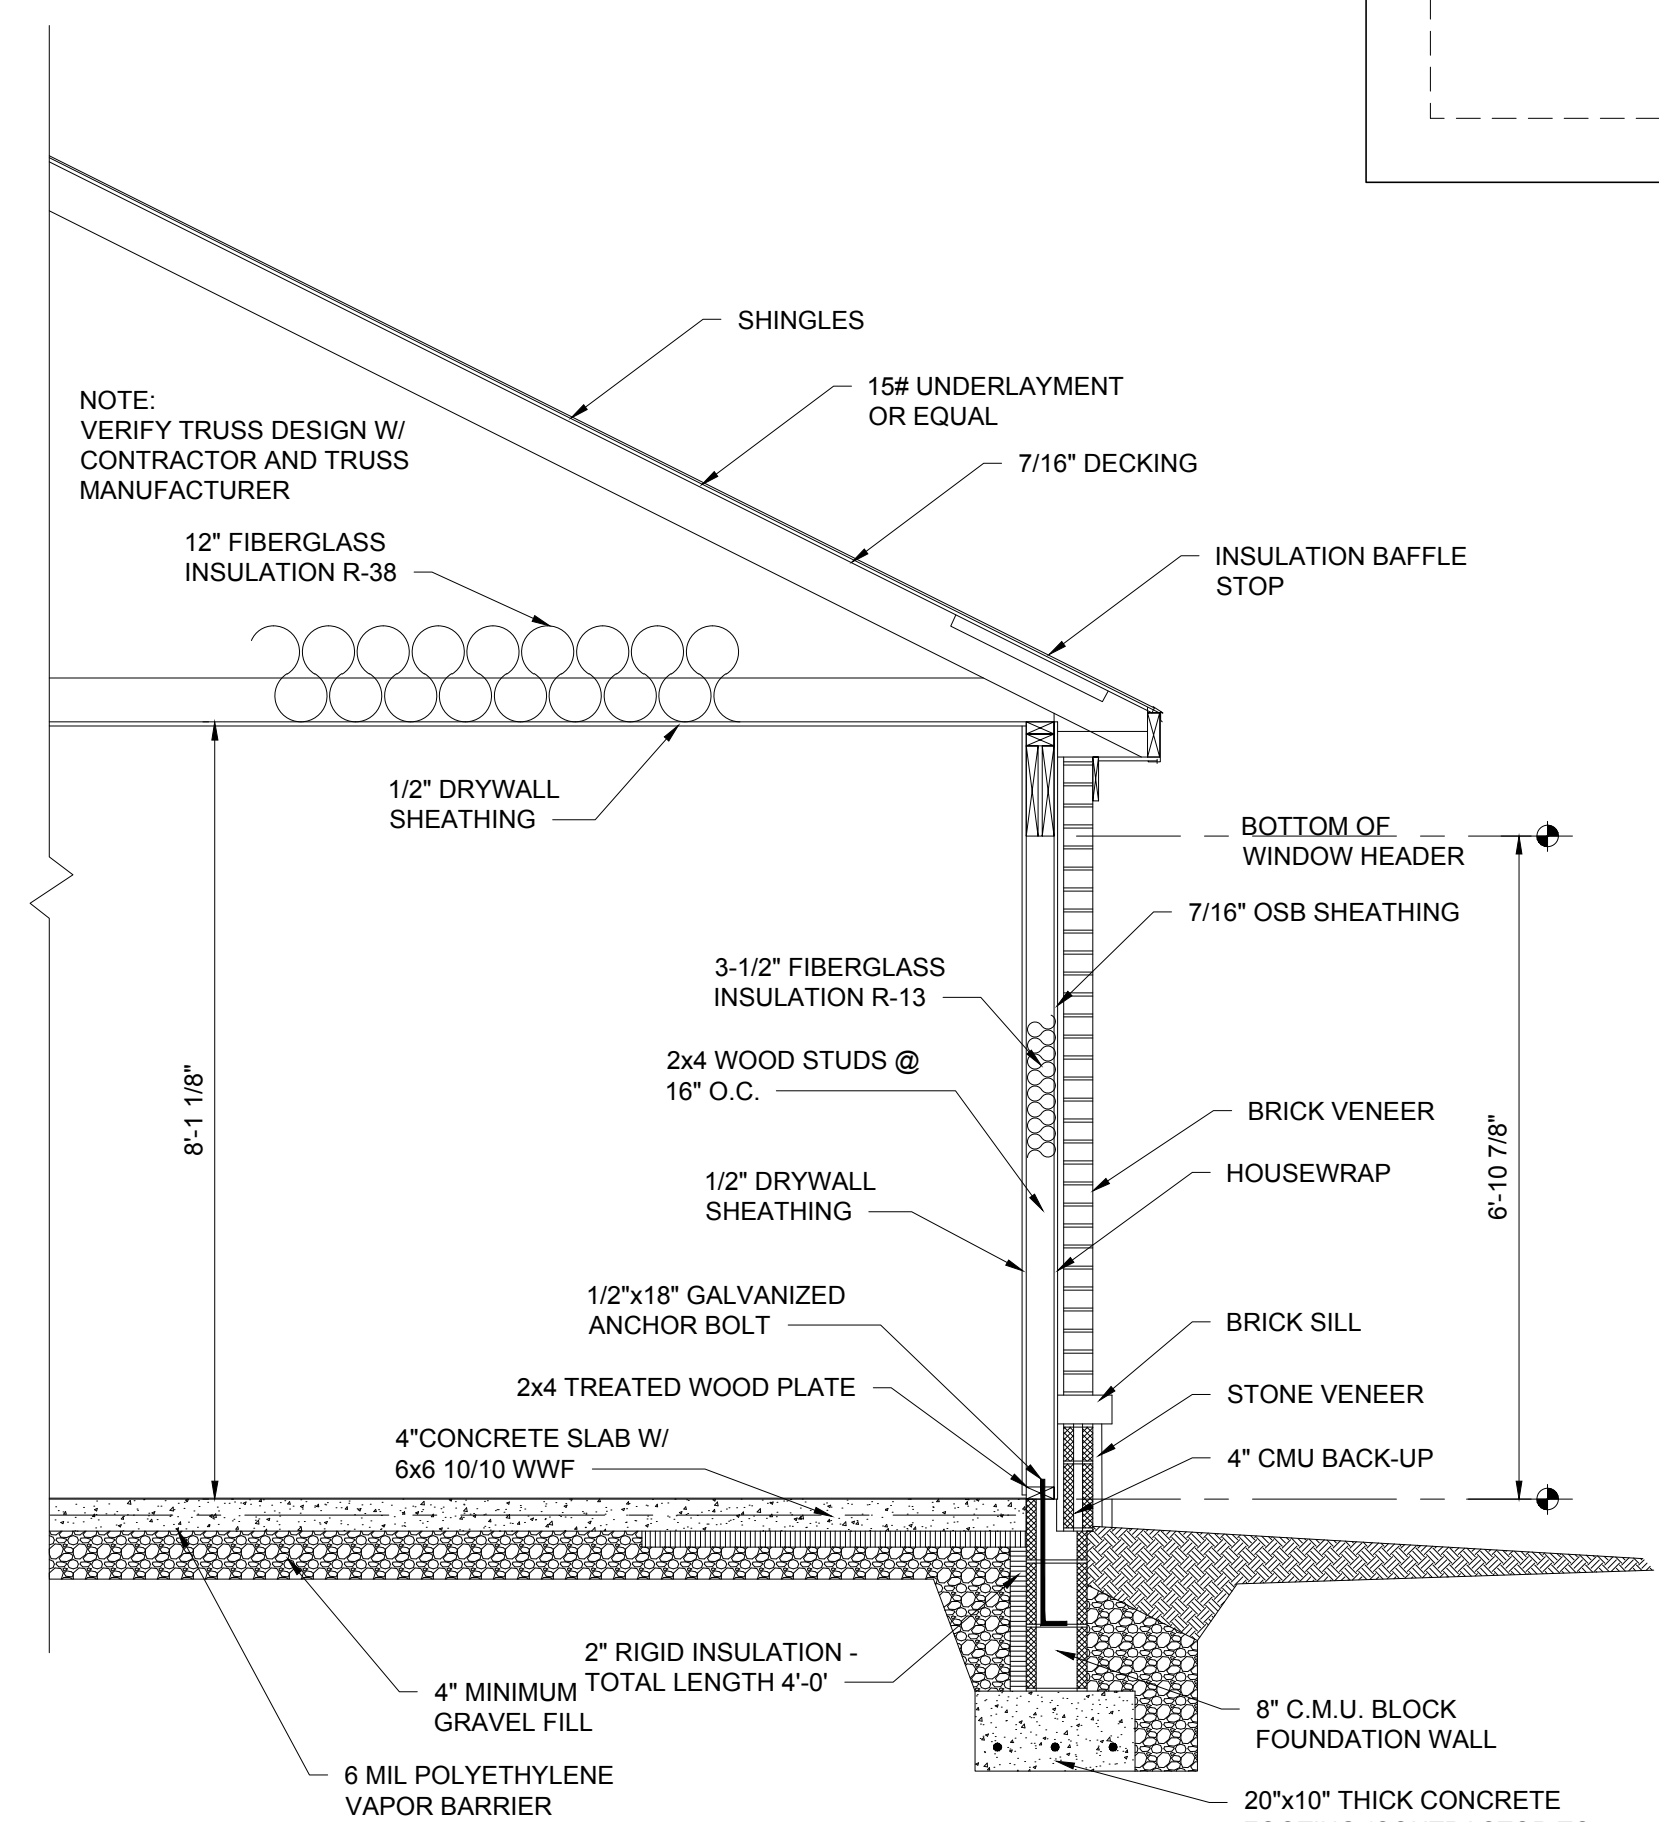 SHINGLES
15# UNDERLAYMENT
OR EQUAL
NOTE:
VERIFY TRUSS DESIGN W/
CONTRACTOR AND TRUSS
MANUFACTURER
7/16" DECKING
12" FIBERGLASS
INSULATION R-38
INSULATION BAFFLE
STOP
1/2" DRYWALL
SHEATHING
BOTTOM OF
WINDOW HEADER
7/16" OSB SHEATHING
3-1/2" FIBERGLASS
INSULATION R-13
2x4 WOOD STUDS @
16" O.C.
8'-1 1/8"
BRICK VENEER
6'-10 7/8"
HOUSEWRAP
1/2" DRYWALL
SHEATHING
1/2"x18" GALVANIZED
ANCHOR BOLT
BRICK SILL
2x4 TREATED WOOD PLATE
STONE VENEER
4"CONCRETE SLAB W/
6x6 10/10 WWF
4" CMU BACK-UP
2" RIGID INSULATION -
TOTAL LENGTH 4'-0'
4" MINIMUM
GRAVEL FILL
8" C.M.U. BLOCK
FOUNDATION WALL
6 MIL POLYETHYLENE
VAPOR BARRIER
20"x10" THICK CONCRETE